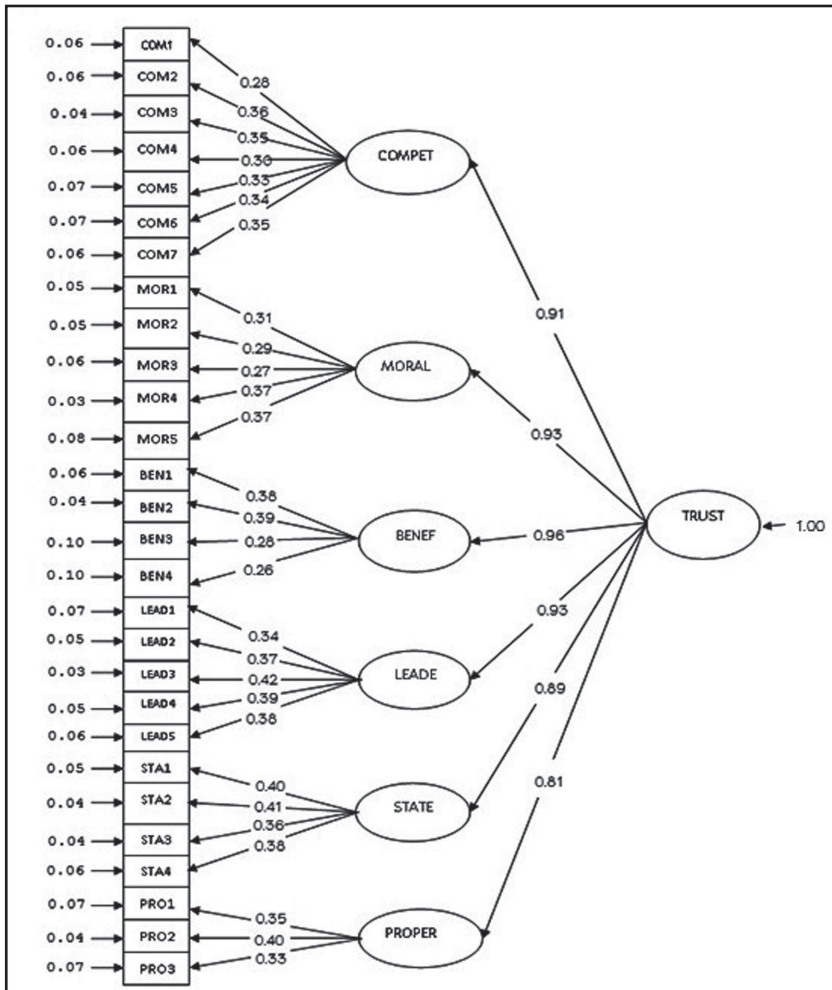 0.06 COM1
0.06 COM2
0.04 COM3
0.06 COM4
0.07 COM5
0.07 COM6
0.06 COM7
0.05 MOR1
0.05 MOR2
0.06 MOR3
0.03 MOR4
0.08 MOR5
0.06 BEN1
0.04 BEN2
0.10 BEN3
0.10 BEN4
0.07 LEAD1
0.05 LEAD2
0.03 LEAD3
0.05 LEAD4
0.06 LEAD5
0.05 STA1
0.04 STA2
0.04 STA3
0.06 STA4
0.07 PRO1
0.04 PRO2
0.07 PRO3
0.28
0.36
0.35
0.30
0.33
0.34
0.35
0.31
0.29
0.27
0.37
0.37
0.38
0.39
0.28
0.26
0.34
0.37
0.42
0.39
0.38
0.40
0.41
0.36
0.38
0.35
0.40
0.33
COMPET
MORAL
BENEF
LEADE
STATE
PROPER
0.91
0.93
0.96
0.93
0.89
0.81
TRUST
1.00